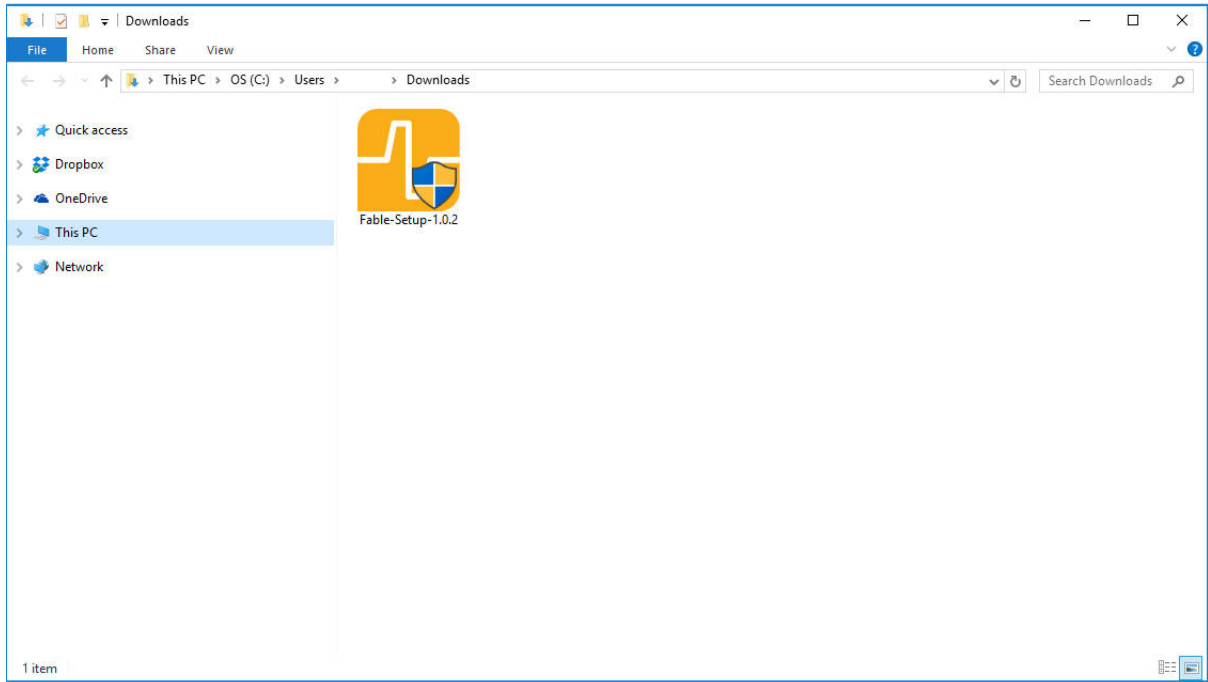 Downloads
File Home Share View
This PC > OS (C:) > Users > > Downloads
Search Downloads
Quick access
Dropbox
OneDrive
This PC
Network
Fable-Setup-1.0.2
1 item